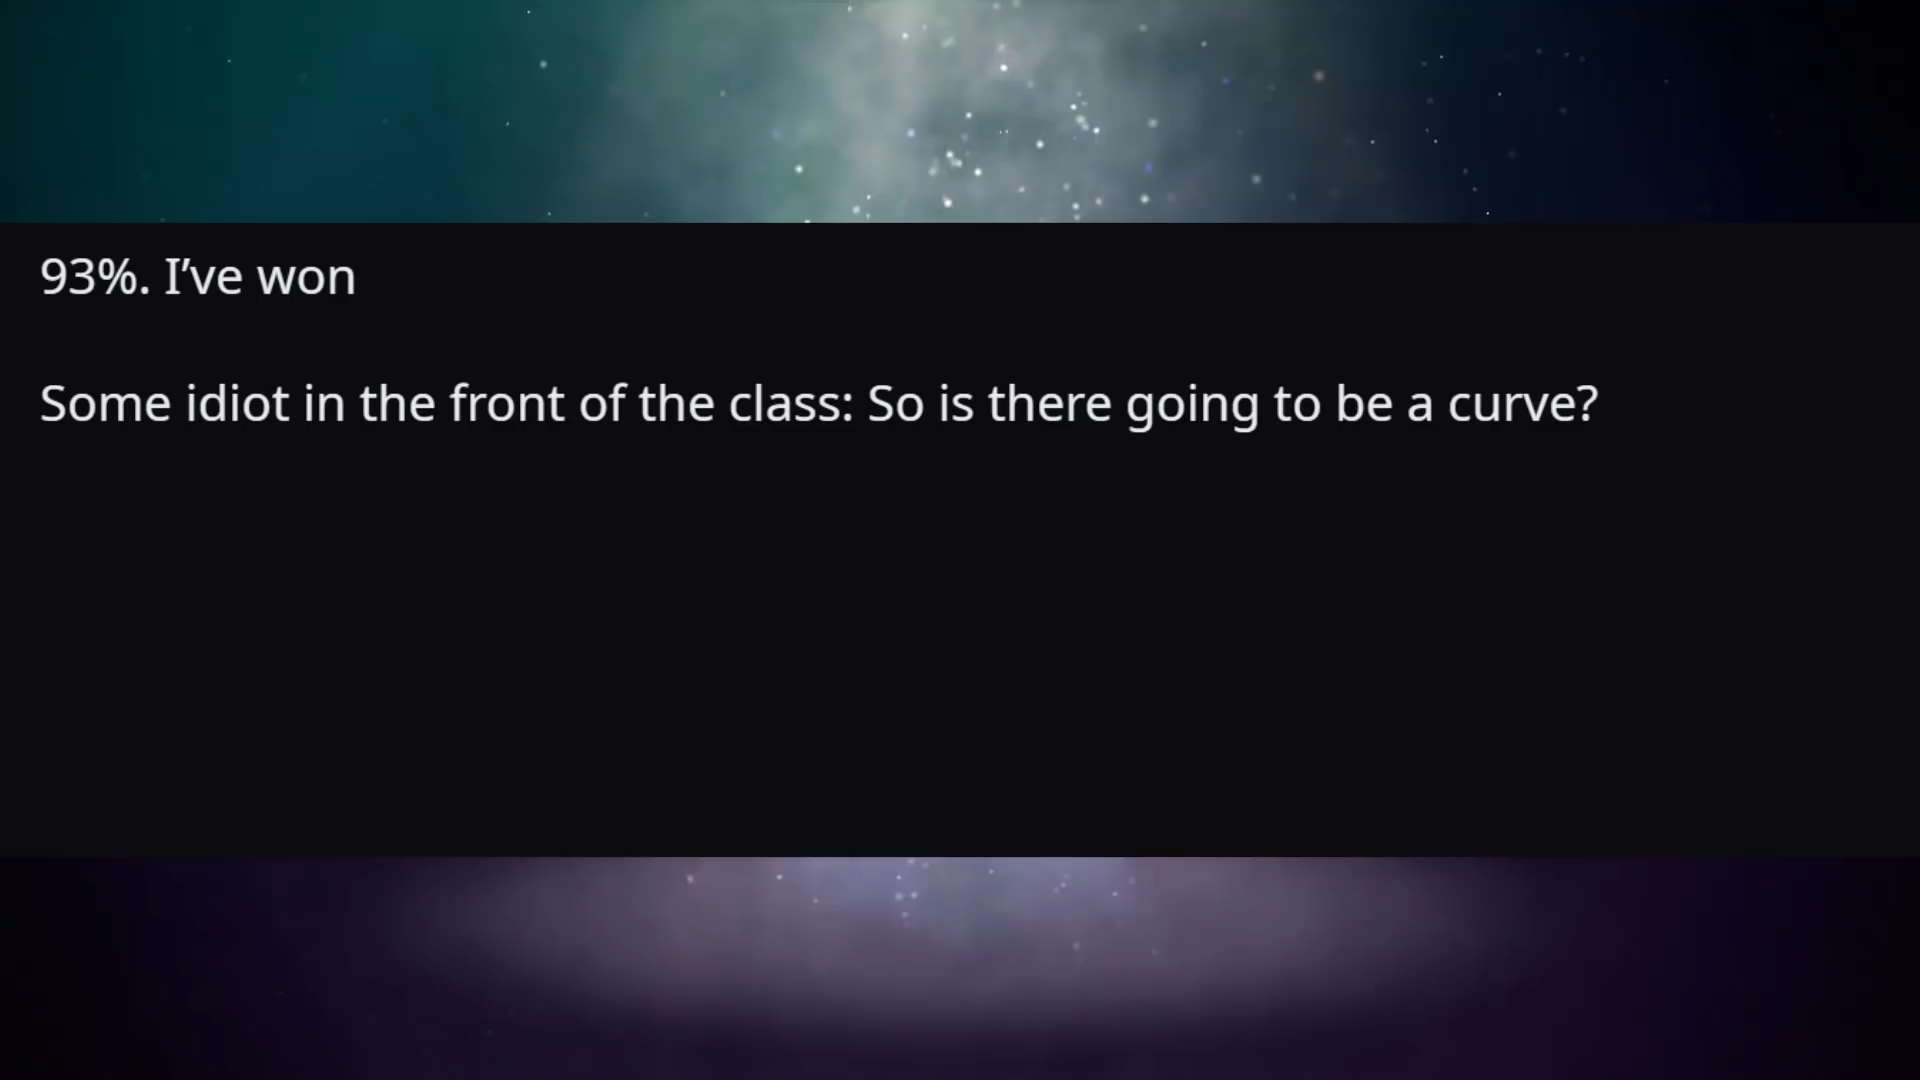 93%. I’ve won
Some idiot in the front of the class: So is there going to be a curve?